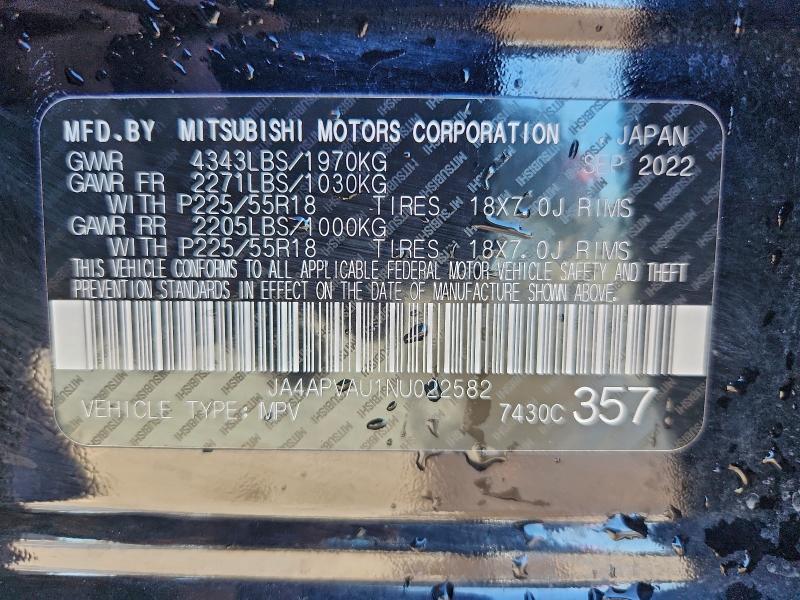 MFD.BY MITSUBISHI MOTORS CORPORATION JAPAN
GVWR 4343LBS/1970KG SEP 2022
GAWR FR 2271LBS/1030KG
WITH P225/55R18 TIRES 18X7.0J RIMS
GAWR RR 2205LBS/1000KG
WITH P225/55R18 TIRES 18X7.0J RIMS
THIS VEHICLE CONFORMS TO ALL APPLICABLE FEDERAL MOTOR VEHICLE SAFETY AND THEFT
PREVENTION STANDARDS IN EFFECT ON THE DATE OF MANUFACTURE SHOWN ABOVE.
JA4APVAU1NU022582
VEHICLE TYPE: MPV 7430C 357